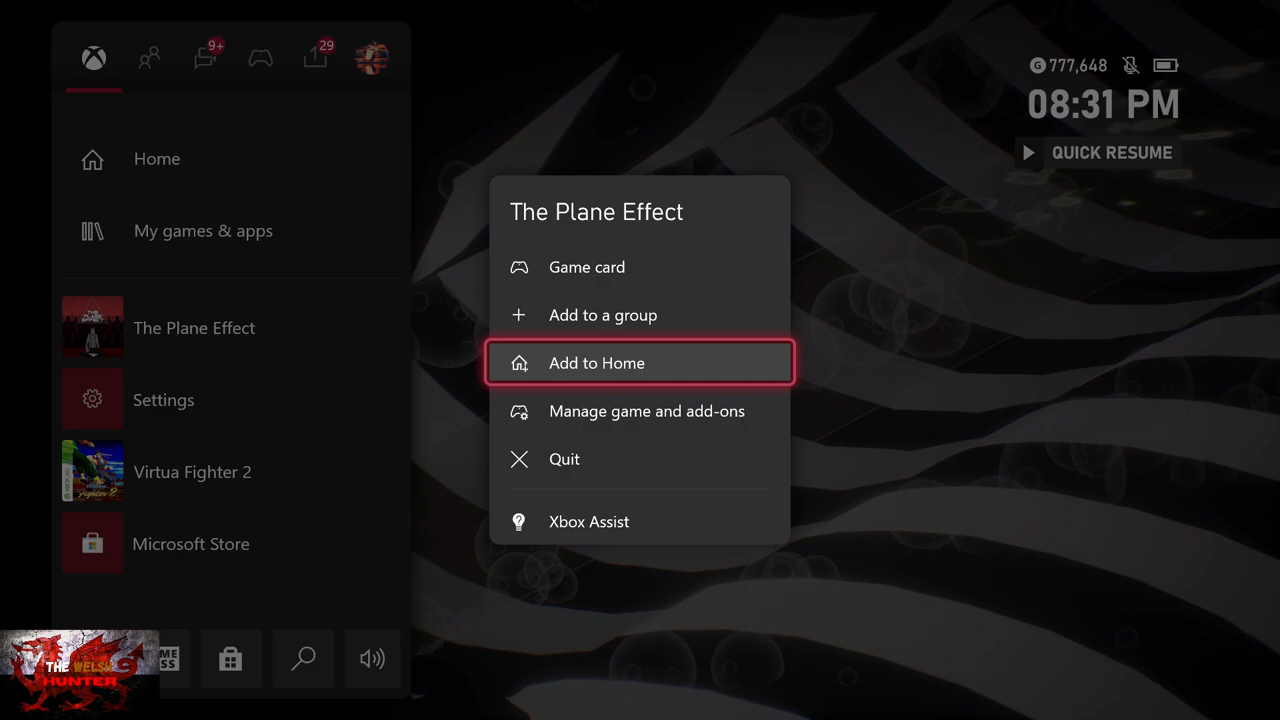 9+
29
777,648
08:31 PM
QUICK RESUME
Home
My games & apps
The Plane Effect
Settings
Virtua Fighter 2
Microsoft Store
The Plane Effect
Game card
Add to a group
Add to Home
Manage game and add-ons
Quit
Xbox Assist
THE WELSH
HUNTER